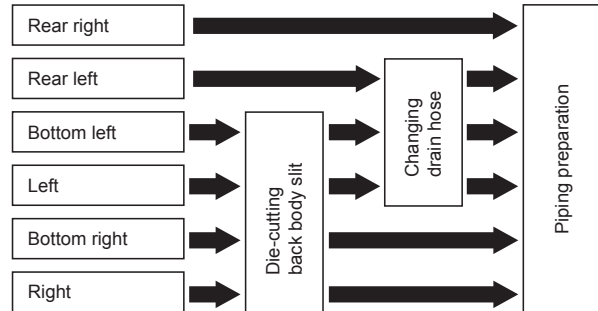 Rear right
Rear left
Bottom left
Left
Bottom right
Right
Die-cutting
back body slit
Changing
drain hose
Piping preparation